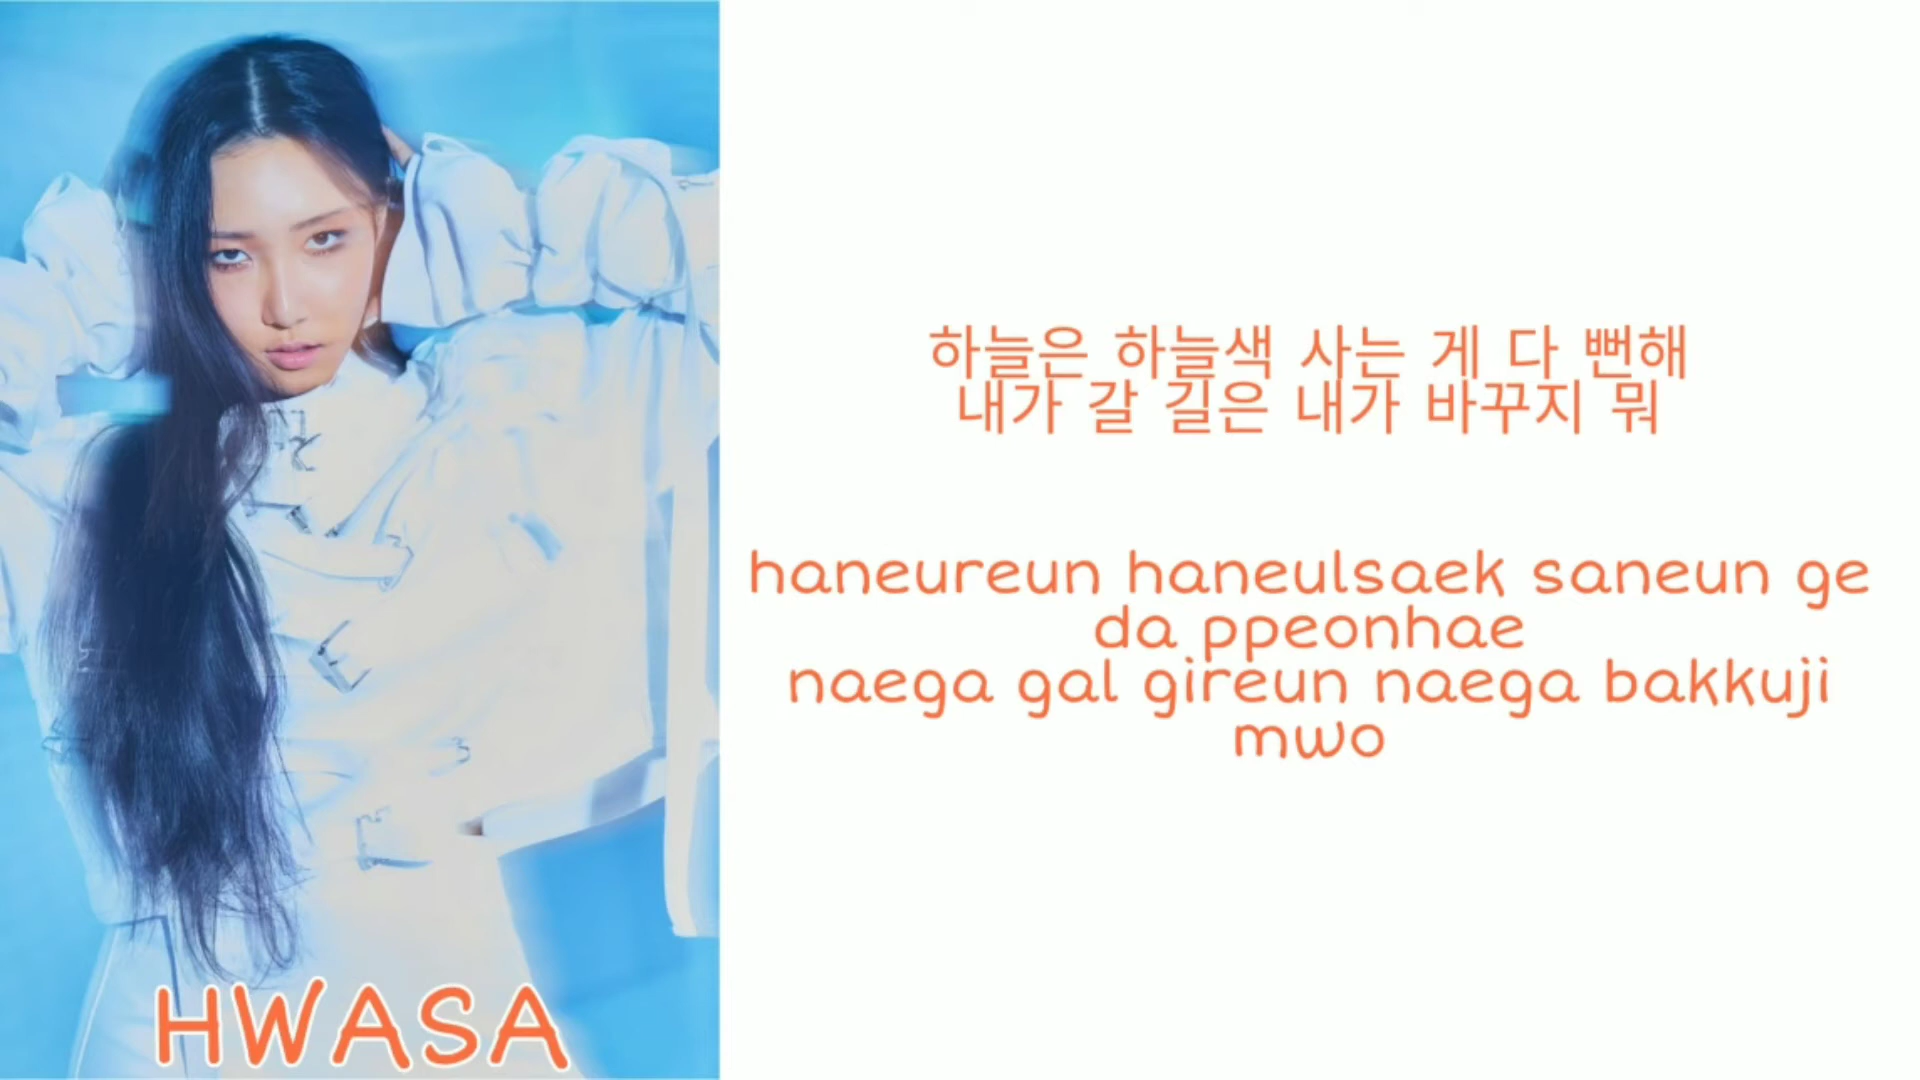 하늘은 하늘색 사는 게 다 뻔해
내가 갈 길은 내가 바꾸지 뭐
haneureun haneulsaek saneun ge
da ppeonhae
naega gal gireun naega bakkuji
mwo
HWASA